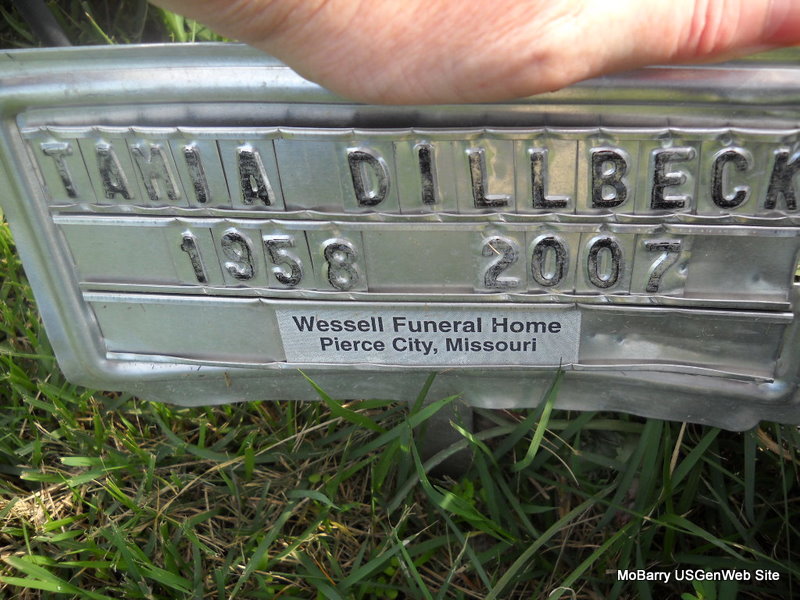 TAMIA DILLBECK
1958 2007
Wessell Funeral Home
Pierce City, Missouri
MoBarry USGenWeb Site